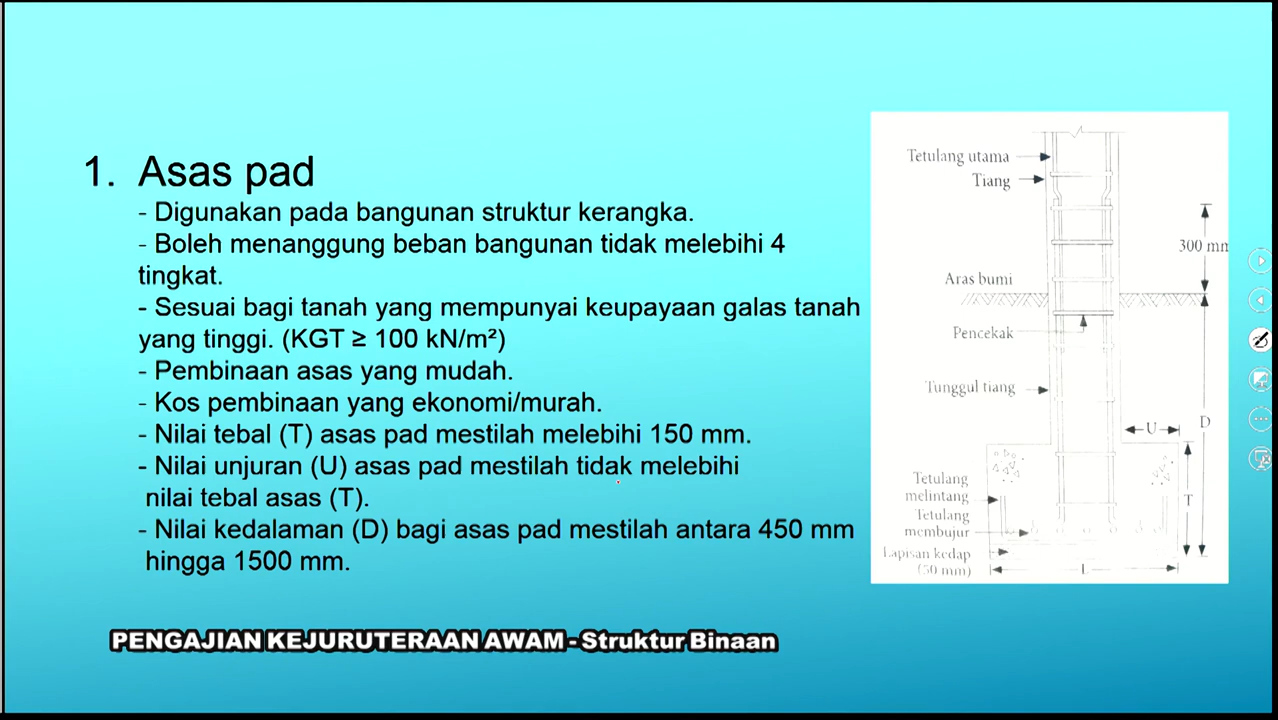 1. Asas pad
- Digunakan pada bangunan struktur kerangka.
- Boleh menanggung beban bangunan tidak melebihi 4
tingkat.
- Sesuai bagi tanah yang mempunyai keupayaan galas tanah
yang tinggi. (KGT ≥ 100 kN/m²)
- Pembinaan asas yang mudah.
- Kos pembinaan yang ekonomi/murah.
- Nilai tebal (T) asas pad mestilah melebihi 150 mm.
- Nilai unjuran (U) asas pad mestilah tidak melebihi
nilai tebal asas (T).
- Nilai kedalaman (D) bagi asas pad mestilah antara 450 mm
hingga 1500 mm.
PENGAJIAN KEJURUTERAAN AWAM - Struktur Binaan
Tetulang utama
Tiang
300 mm
Aras bumi
Pencekak
Tunggul tiang
U
D
Tetulang
melintang
T
Tetulang
membujur
Lapisan kedap
(50 mm)
L